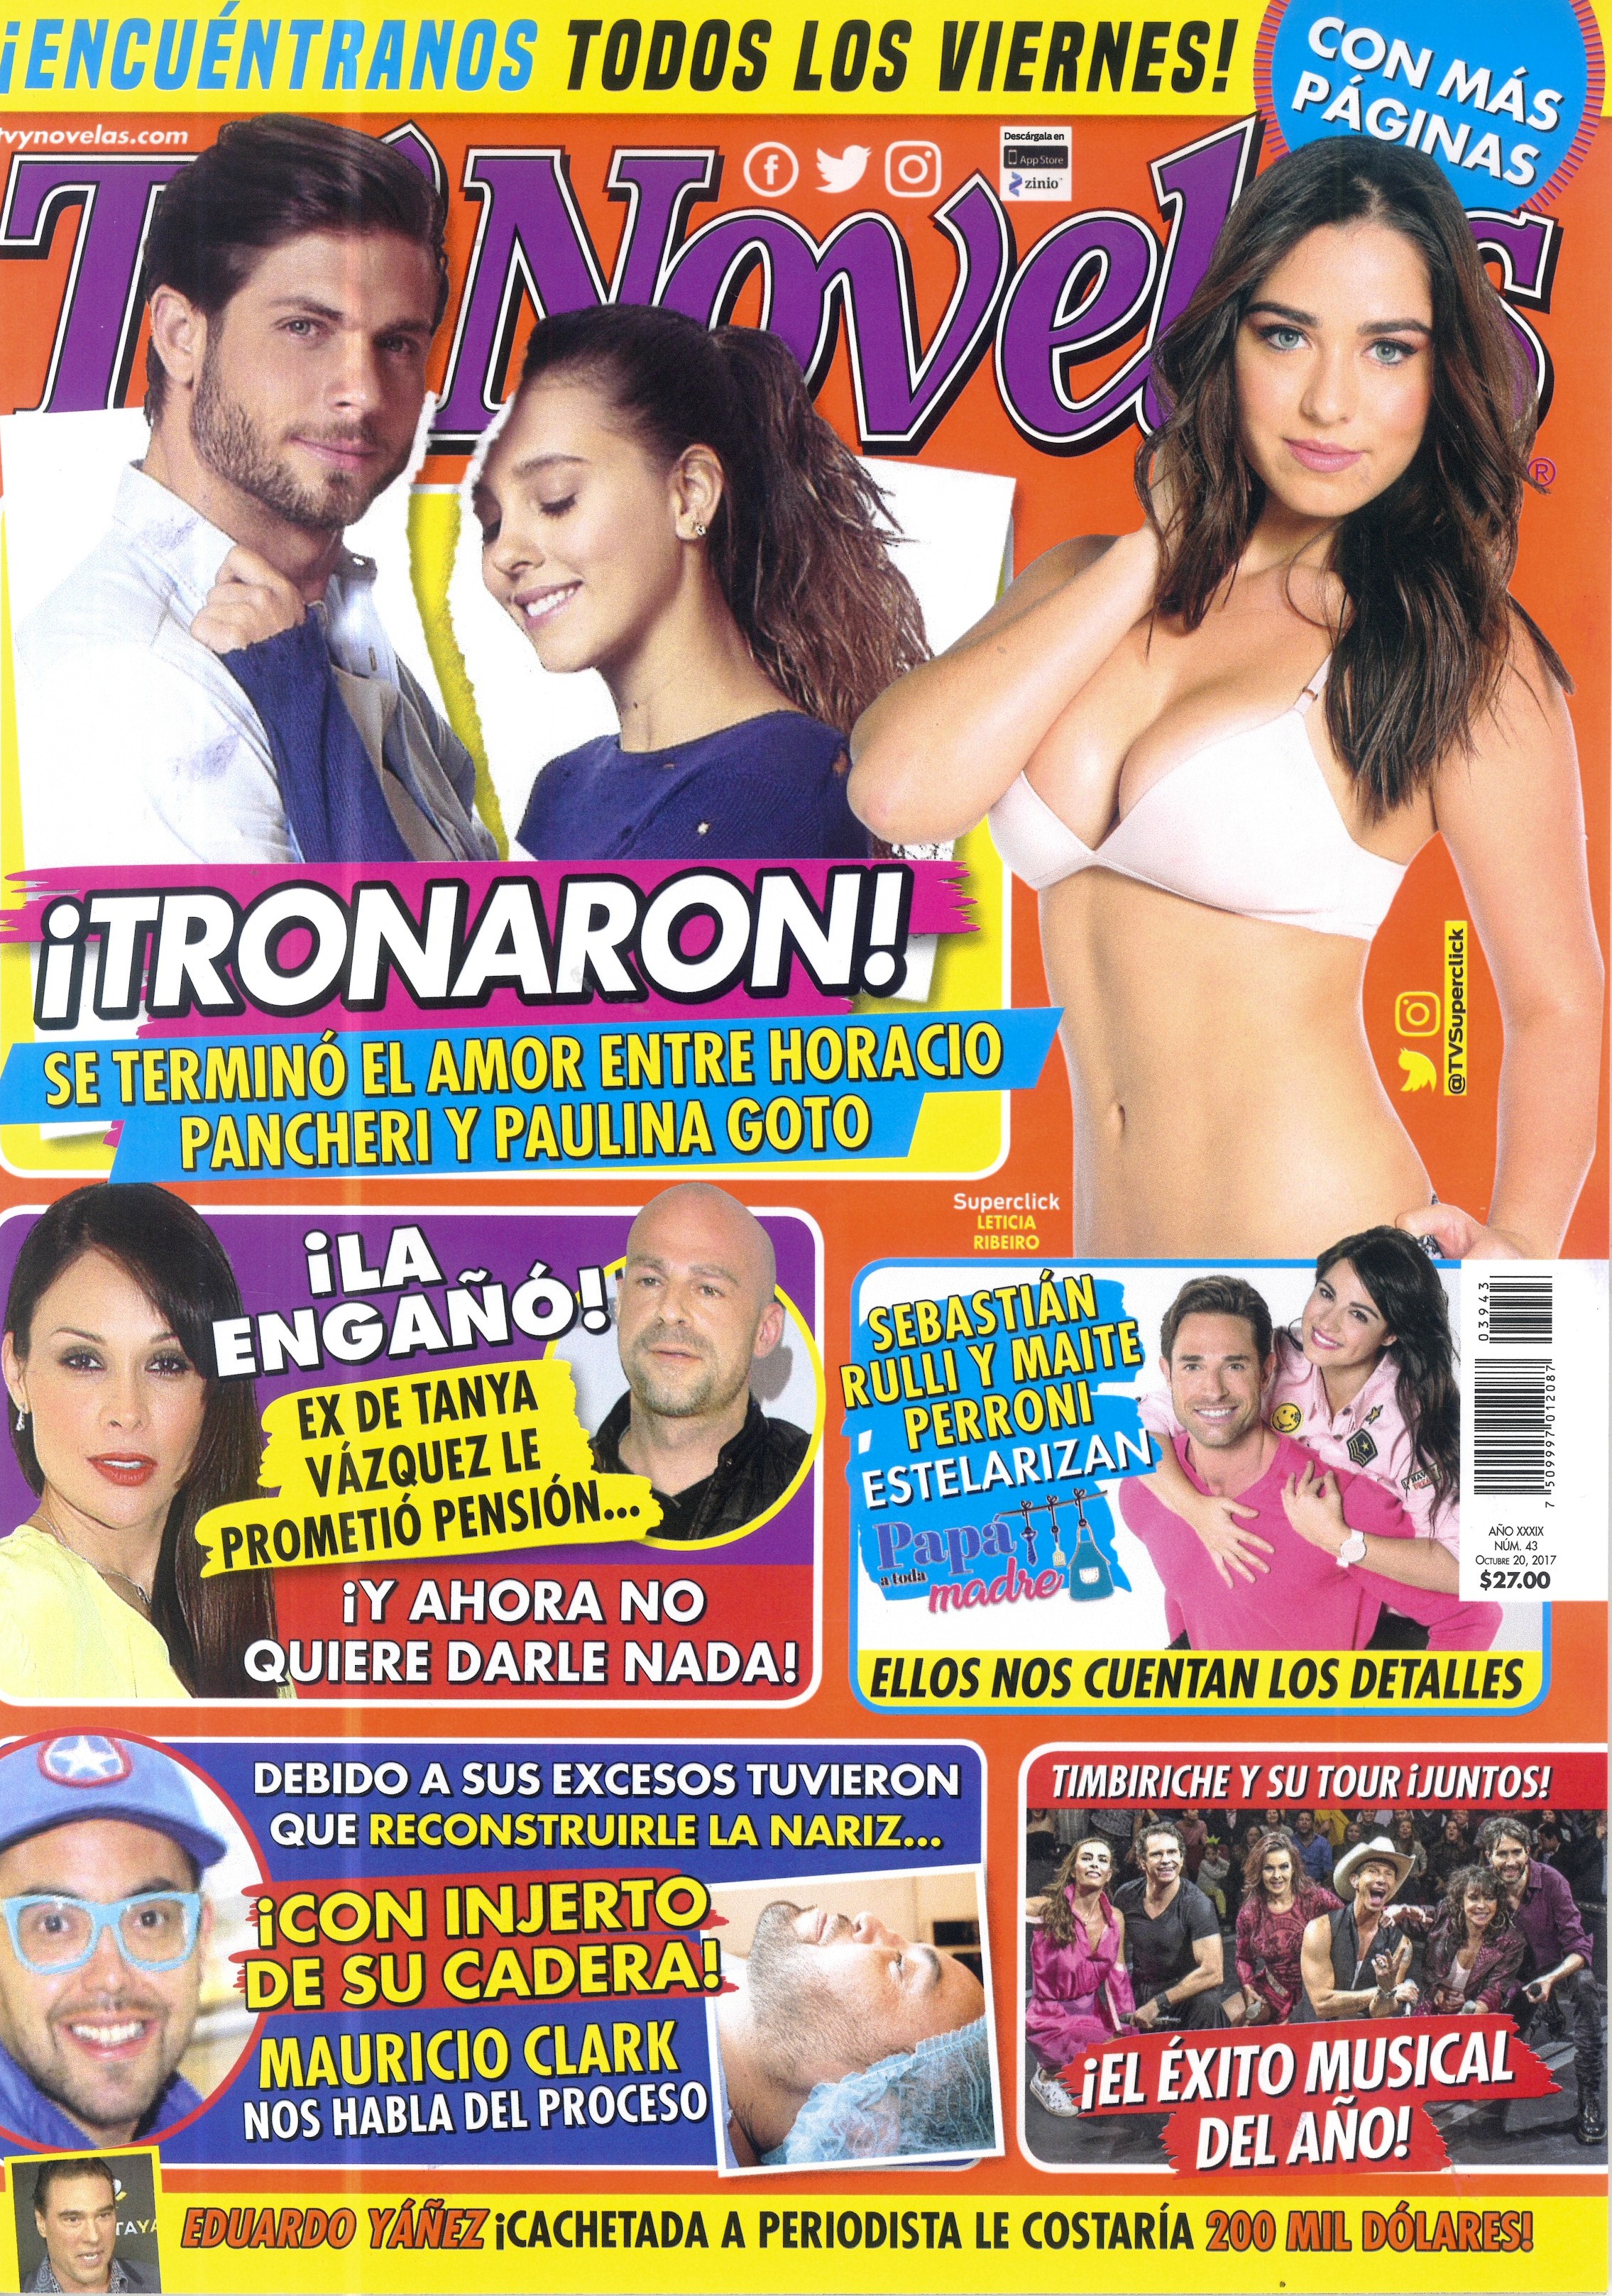 ¡ENCUÉNTRANOS TODOS LOS VIERNES!
CON MÁS
PÁGINAS
tvynovelas.com
Descárgala en
App Store
zinio
Novel s
®
¡TRONARON!
SE TERMINÓ EL AMOR ENTRE HORACIO
PANCHERI Y PAULINA GOTO
@TVSuperclick
Superclick
LETICIA
RIBEIRO
¡LA
ENGAÑÓ!
EX DE TANYA
VÁZQUEZ LE
PROMETIÓ PENSIÓN...
¡Y AHORA NO
QUIERE DARLE NADA!
SEBASTIÁN
RULLI Y MAITE
PERRONI
ESTELARIZAN
Papá
a toda
madre
ELLOS NOS CUENTAN LOS DETALLES
03943
7 509997 012087
AÑO XXXIX
NÚM. 43
OCTUBRE 20, 2017
$27.00
DEBIDO A SUS EXCESOS TUVIERON
QUE RECONSTRUIRLE LA NARIZ...
¡CON INJERTO
DE SU CADERA!
MAURICIO CLARK
NOS HABLA DEL PROCESO
TIMBIRICHE Y SU TOUR ¡JUNTOS!
¡EL ÉXITO MUSICAL
DEL AÑO!
EDUARDO YÁÑEZ ¡CACHETADA A PERIODISTA LE COSTARÍA 200 MIL DÓLARES!